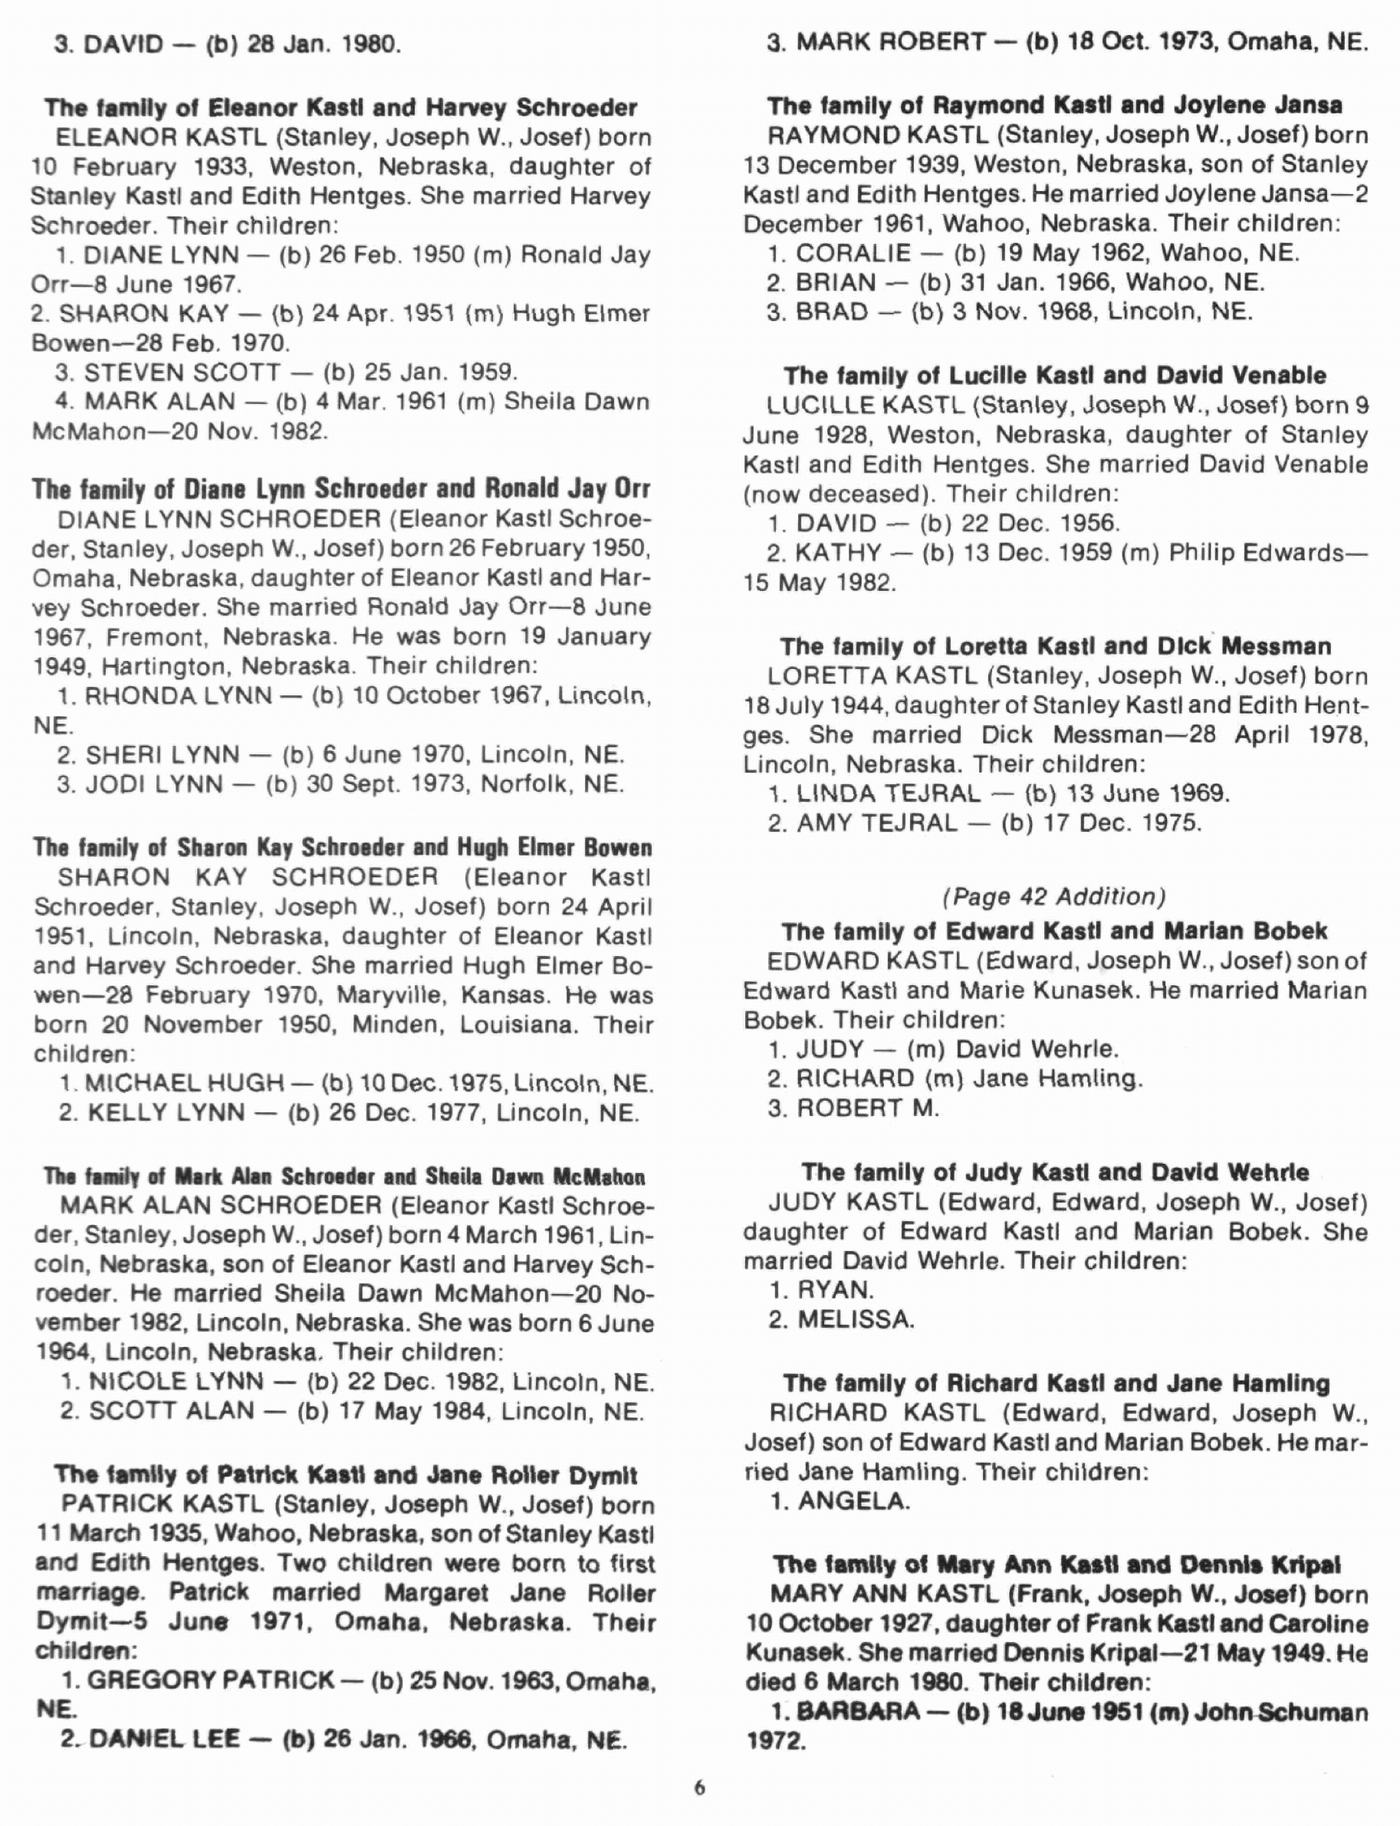 3. DAVID — (b) 28 Jan. 1980.
The family of Eleanor Kastl and Harvey Schroeder
ELEANOR KASTL (Stanley, Joseph W., Josef) born
10 February 1933, Weston, Nebraska, daughter of
Stanley Kastl and Edith Hentges. She married Harvey
Schroeder. Their children:
1. DIANE LYNN — (b) 26 Feb. 1950 (m) Ronald Jay
Orr—8 June 1967.
2. SHARON KAY — (b) 24 Apr. 1951 (m) Hugh Elmer
Bowen—28 Feb. 1970.
3. STEVEN SCOTT — (b) 25 Jan. 1959.
4. MARK ALAN — (b) 4 Mar. 1961 (m) Sheila Dawn
McMahon—20 Nov. 1982.
The family of Diane Lynn Schroeder and Ronald Jay Orr
DIANE LYNN SCHROEDER (Eleanor Kastl Schroe-
der, Stanley, Joseph W., Josef) born 26 February 1950,
Omaha, Nebraska, daughter of Eleanor Kastl and Har-
vey Schroeder. She married Ronald Jay Orr—8 June
1967, Fremont, Nebraska. He was born 19 January
1949, Hartington, Nebraska. Their children:
1. RHONDA LYNN — (b) 10 October 1967, Lincoln,
NE.
2. SHERI LYNN — (b) 6 June 1970, Lincoln, NE.
3. JODI LYNN — (b) 30 Sept. 1973, Norfolk, NE.
The family of Sharon Kay Schroeder and Hugh Elmer Bowen
SHARON KAY SCHROEDER (Eleanor Kastl
Schroeder, Stanley, Joseph W., Josef) born 24 April
1951, Lincoln, Nebraska, daughter of Eleanor Kastl
and Harvey Schroeder. She married Hugh Elmer Bo-
wen—28 February 1970, Maryville, Kansas. He was
born 20 November 1950, Minden, Louisiana. Their
children:
1. MICHAEL HUGH — (b) 10 Dec. 1975, Lincoln, NE.
2. KELLY LYNN — (b) 26 Dec. 1977, Lincoln, NE.
The family of Mark Alan Schroeder and Sheila Dawn McMahon
MARK ALAN SCHROEDER (Eleanor Kastl Schroe-
der, Stanley, Joseph W., Josef) born 4 March 1961, Lin-
coln, Nebraska, son of Eleanor Kastl and Harvey Sch-
roeder. He married Sheila Dawn McMahon—20 No-
vember 1982, Lincoln, Nebraska. She was born 6 June
1964, Lincoln, Nebraska. Their children:
1. NICOLE LYNN — (b) 22 Dec. 1982, Lincoln, NE.
2. SCOTT ALAN — (b) 17 May 1984, Lincoln, NE.
The family of Patrick Kastl and Jane Roller Dymit
PATRICK KASTL (Stanley, Joseph W., Josef) born
11 March 1935, Wahoo, Nebraska, son of Stanley Kastl
and Edith Hentges. Two children were born to first
marriage. Patrick married Margaret Jane Roller
Dymit—5 June 1971, Omaha, Nebraska. Their
children:
1. GREGORY PATRICK — (b) 25 Nov. 1963, Omaha,
NE.
2. DANIEL LEE — (b) 26 Jan. 1966, Omaha, NE.
3. MARK ROBERT — (b) 18 Oct. 1973, Omaha, NE.
The family of Raymond Kastl and Joylene Jansa
RAYMOND KASTL (Stanley, Joseph W., Josef) born
13 December 1939, Weston, Nebraska, son of Stanley
Kastl and Edith Hentges. He married Joylene Jansa—2
December 1961, Wahoo, Nebraska. Their children:
1. CORALIE — (b) 19 May 1962, Wahoo, NE.
2. BRIAN — (b) 31 Jan. 1966, Wahoo, NE.
3. BRAD — (b) 3 Nov. 1968, Lincoln, NE.
The family of Lucille Kastl and David Venable
LUCILLE KASTL (Stanley, Joseph W., Josef) born 9
June 1928, Weston, Nebraska, daughter of Stanley
Kastl and Edith Hentges. She married David Venable
(now deceased). Their children:
1. DAVID — (b) 22 Dec. 1956.
2. KATHY — (b) 13 Dec. 1959 (m) Philip Edwards—
15 May 1982.
The family of Loretta Kastl and Dick Messman
LORETTA KASTL (Stanley, Joseph W., Josef) born
18 July 1944, daughter of Stanley Kastl and Edith Hent-
ges. She married Dick Messman—28 April 1978,
Lincoln, Nebraska. Their children:
1. LINDA TEJRAL — (b) 13 June 1969.
2. AMY TEJRAL — (b) 17 Dec. 1975.
(Page 42 Addition)
The family of Edward Kastl and Marian Bobek
EDWARD KASTL (Edward, Joseph W., Josef) son of
Edward Kastl and Marie Kunasek. He married Marian
Bobek. Their children:
1. JUDY — (m) David Wehrle.
2. RICHARD (m) Jane Hamling.
3. ROBERT M.
The family of Judy Kastl and David Wehrle
JUDY KASTL (Edward, Edward, Joseph W., Josef)
daughter of Edward Kastl and Marian Bobek. She
married David Wehrle. Their children:
1. RYAN.
2. MELISSA.
The family of Richard Kastl and Jane Hamling
RICHARD KASTL (Edward, Edward, Joseph W.,
Josef) son of Edward Kastl and Marian Bobek. He mar-
ried Jane Hamling. Their children:
1. ANGELA.
The family of Mary Ann Kastl and Dennis Kripal
MARY ANN KASTL (Frank, Joseph W., Josef) born
10 October 1927, daughter of Frank Kastl and Caroline
Kunasek. She married Dennis Kripal—21 May 1949. He
died 6 March 1980. Their children:
1. BARBARA — (b) 18 June 1951 (m) John Schuman
1972.
6